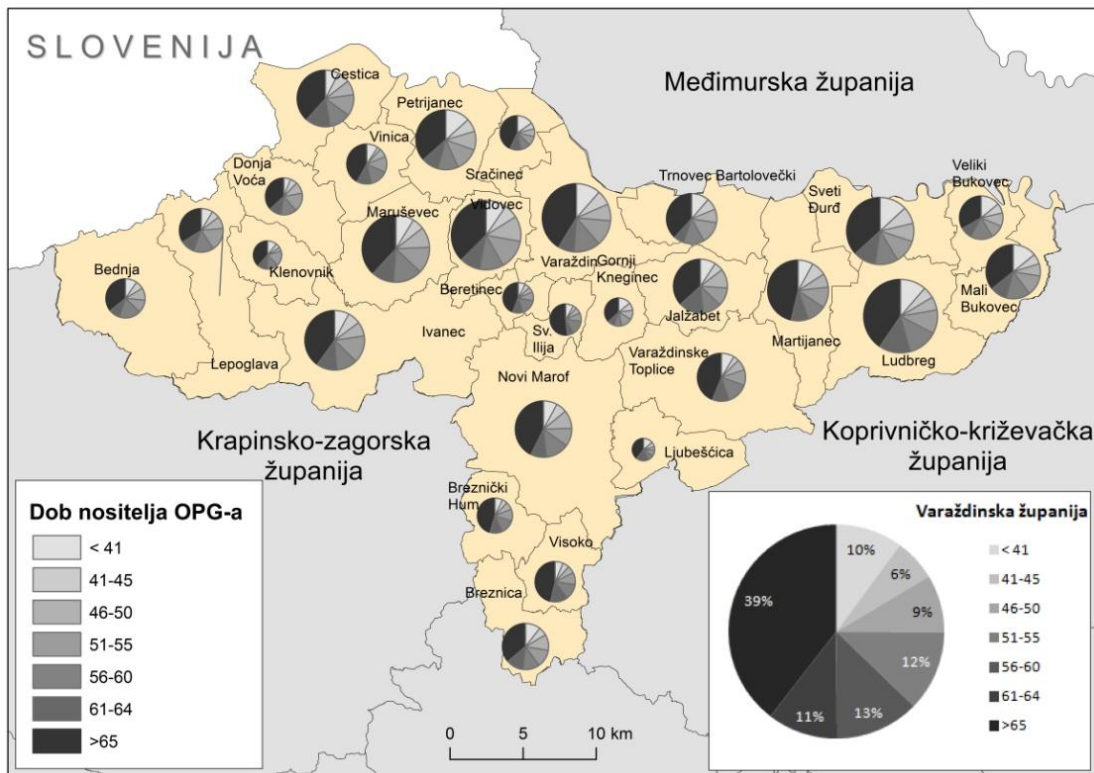 SLOVENIJA
Međimurska županija
Cestica
Petrijanec
Vinica
Sračinec
Donja
Voća
Trnovec Bartolovečki
Veliki
Bukovec
Sveti
Đurđ
Maruševec
Vidovec
Varaždin
Gornji
Kneginec
Klenovnik
Bednja
Beretinec
Jalžabet
Mali
Bukovec
Sv.
Ilija
Ivanec
Martijanec
Ludbreg
Lepoglava
Varaždinske
Toplice
Novi Marof
Krapinsko-zagorska
županija
Koprivničko-križevačka
županija
Ljubešćica
Breznički
Hum
Visoko
Breznica
Dob nositelja OPG-a
< 41
41-45
46-50
51-55
56-60
61-64
>65
0 5 10 km
Varaždinska županija
10%
6%
9%
12%
13%
11%
39%
< 41
41-45
46-50
51-55
56-60
61-64
>65